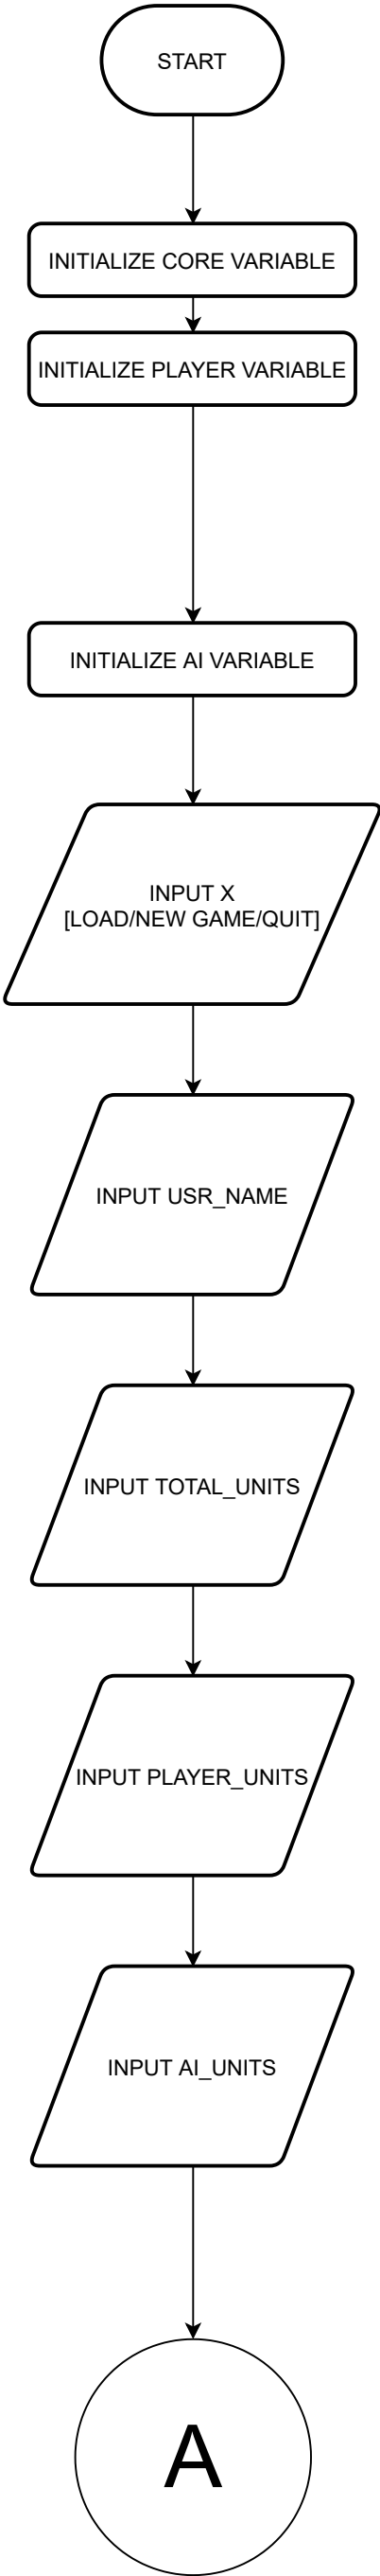 START
INITIALIZE CORE VARIABLE
INITIALIZE PLAYER VARIABLE
INITIALIZE AI VARIABLE
INPUT X
[LOAD/NEW GAME/QUIT]
INPUT USR_NAME
INPUT TOTAL_UNITS
INPUT PLAYER_UNITS
INPUT AI_UNITS
A